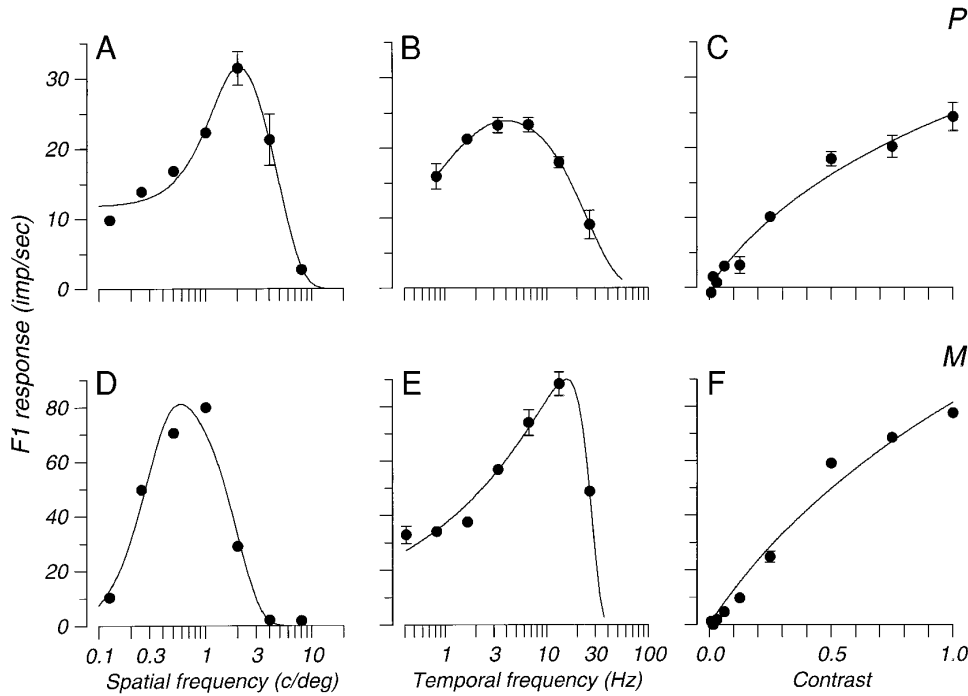 P
A
B
C
30
20
10
0
F1 response (imp/sec)
M
D
E
F
80
60
40
20
0
0.1 0.3 1 3 10
1 3 10 30 100
0.0 0.5 1.0
Spatial frequency (c/deg)
Temporal frequency (Hz)
Contrast